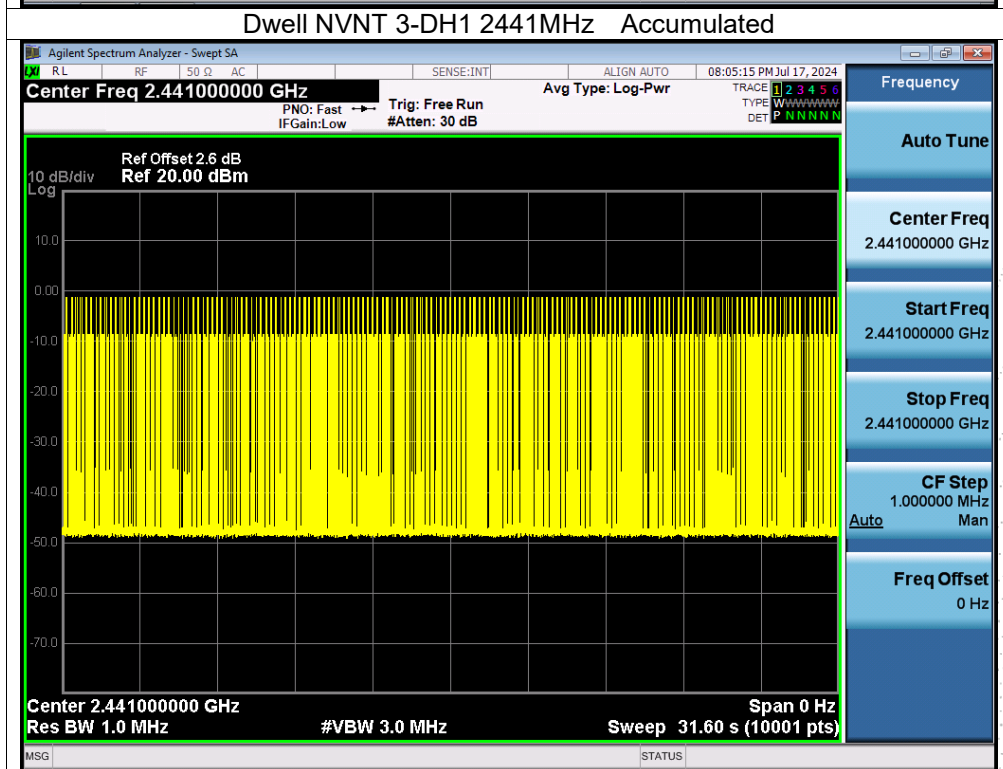 Dwell NVNT 3-DH1 2441MHz Accumulated
Agilent Spectrum Analyzer - Swept SA
LXI RL RF 50 Ω AC SENSE:INT ALIGN AUTO 08:05:15 PM Jul 17, 2024
Center Freq 2.441000000 GHz
PNO: Fast
IFGain:Low
Trig: Free Run
#Atten: 30 dB
Avg Type: Log-Pwr
TRACE 1 2 3 4 5 6
TYPE WWWWWWW
DET P N N N N N
Ref Offset 2.6 dB
10 dB/div Ref 20.00 dBm
Log
10.0
0.00
-10.0
-20.0
-30.0
-40.0
-50.0
-60.0
-70.0
Center 2.441000000 GHz Span 0 Hz
Res BW 1.0 MHz #VBW 3.0 MHz Sweep 31.60 s (10001 pts)
MSG STATUS
Frequency
Auto Tune
Center Freq
2.441000000 GHz
Start Freq
2.441000000 GHz
Stop Freq
2.441000000 GHz
CF Step
1.000000 MHz
Auto Man
Freq Offset
0 Hz